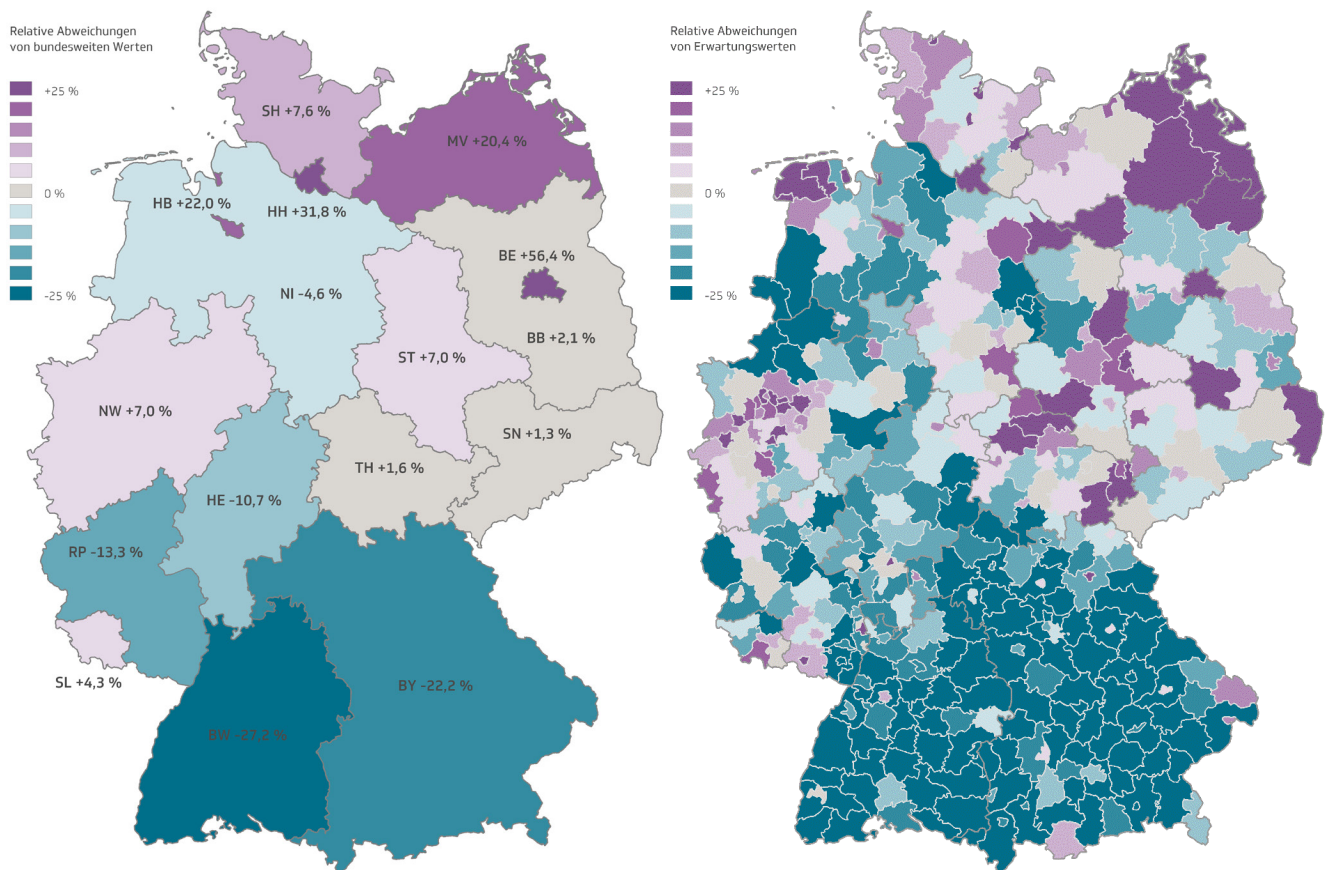 Relative Abweichungen
von bundesweiten Werten
+25 %
0 %
-25 %
SH +7,6 %
MV +20,4 %
HB +22,0 %
HH +31,8 %
BE +56,4 %
NI -4,6 %
BB +2,1 %
ST +7,0 %
NW +7,0 %
SN +1,3 %
TH +1,6 %
HE -10,7 %
RP -13,3 %
SL +4,3 %
BY -22,2 %
BW -27,2 %
Relative Abweichungen
von Erwartungswerten
+25 %
0 %
-25 %